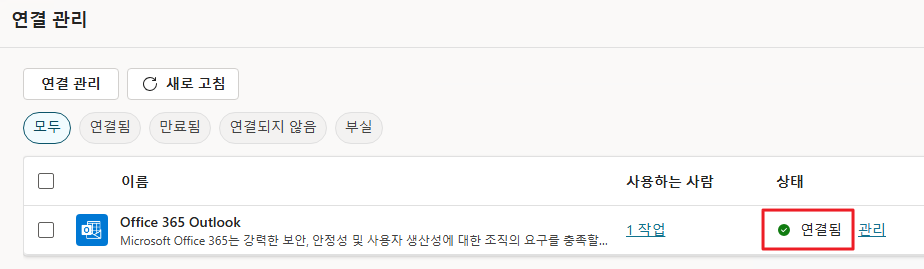 연결 관리
연결 관리 새로 고침
모두 연결됨 만료됨 연결되지 않음 부실
이름 사용하는 사람 상태
Office 365 Outlook
Microsoft Office 365는 강력한 보안, 안정성 및 사용자 생산성에 대한 조직의 요구를 충족할...
1 작업 연결됨 관리